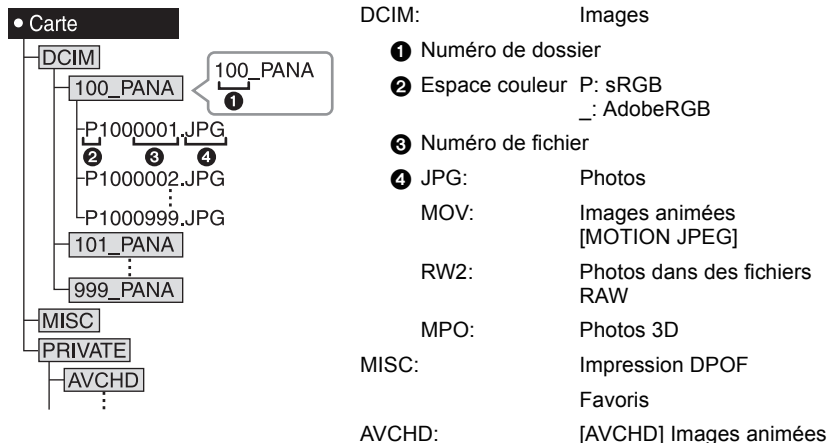 • Carte
DCIM
100_PANA
100_PANA
❶
P1000001.JPG
❷ ❸ ❹
P1000002.JPG
P1000999.JPG
101_PANA
999_PANA
MISC
PRIVATE
AVCHD
DCIM: Images
❶ Numéro de dossier
❷ Espace couleur P: sRGB
_: AdobeRGB
❸ Numéro de fichier
❹ JPG: Photos
MOV: Images animées
[MOTION JPEG]
RW2: Photos dans des fichiers
RAW
MPO: Photos 3D
MISC: Impression DPOF
Favoris
AVCHD: [AVCHD] Images animées